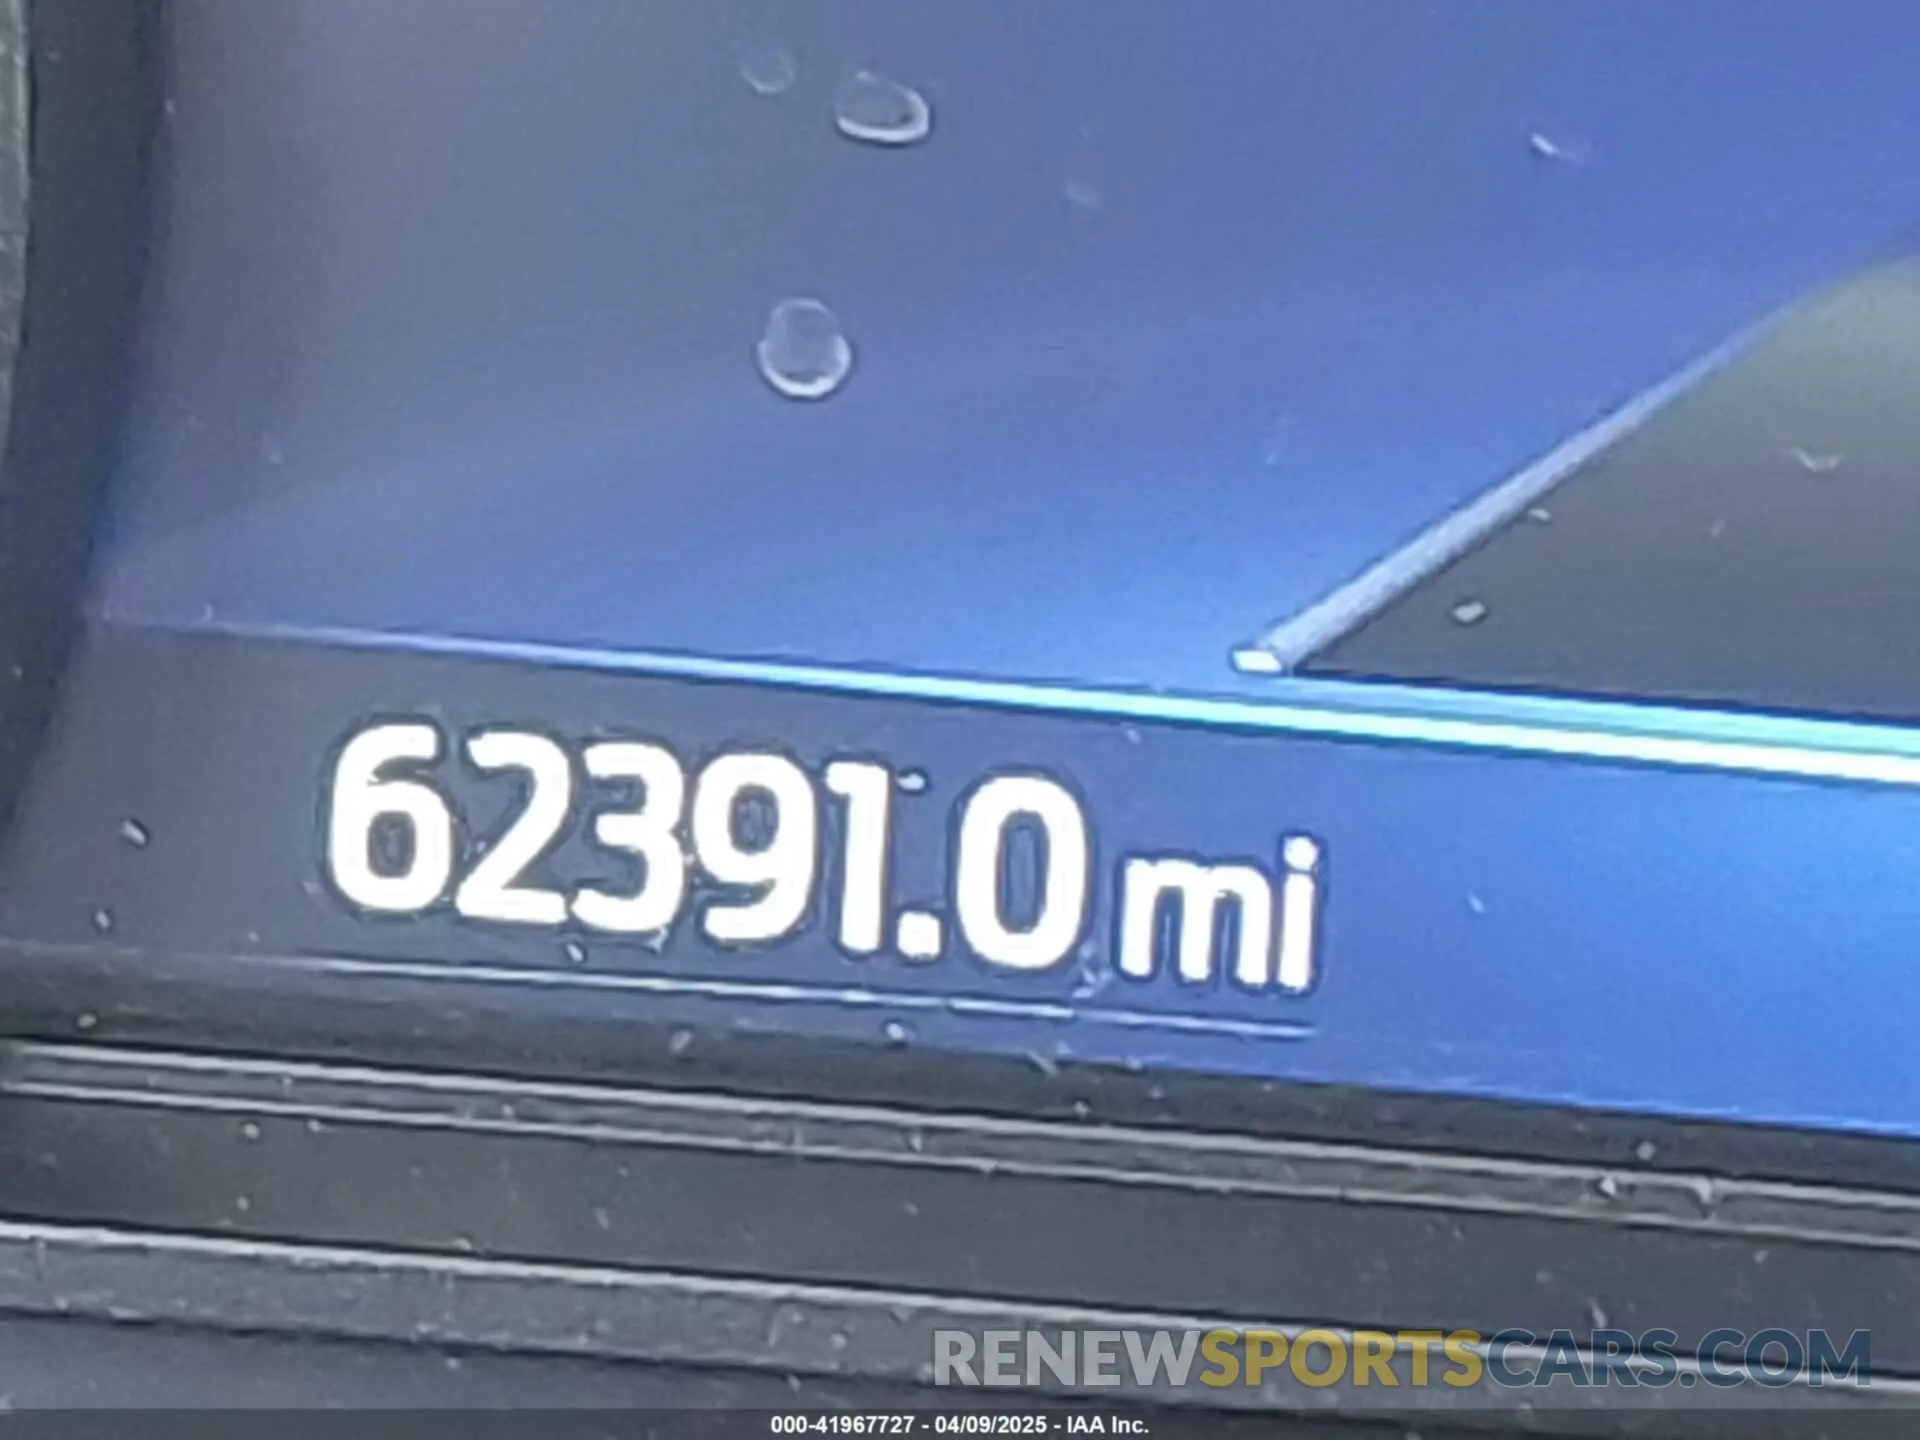 62391.0 mi
RENEWSPORTSCARS.COM
000-41967727 - 04/09/2025 - IAA Inc.